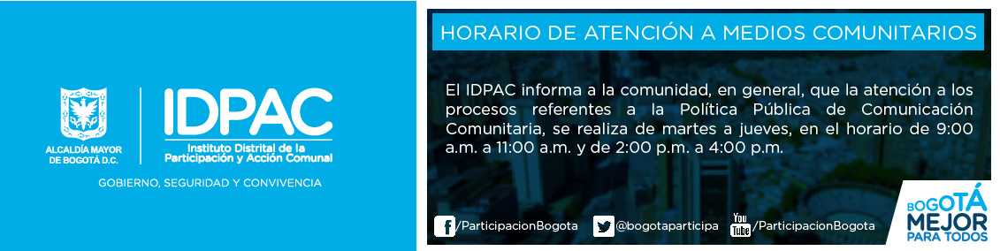 ALCALDÍA MAYOR
DE BOGOTÁ D.C.
IDPAC
Instituto Distrital de la
Participación y Acción Comunal
GOBIERNO, SEGURIDAD Y CONVIVENCIA
HORARIO DE ATENCIÓN A MEDIOS COMUNITARIOS
El IDPAC informa a la comunidad, en general, que la atención a los
procesos referentes a la Política Pública de Comunicación
Comunitaria, se realiza de martes a jueves, en el horario de 9:00
a.m. a 11:00 a.m. y de 2:00 p.m. a 4:00 p.m.
f /ParticipacionBogota
@bogotaparticipa
You
Tube /ParticipacionBogota
BOGOTÁ
MEJOR
PARA TODOS